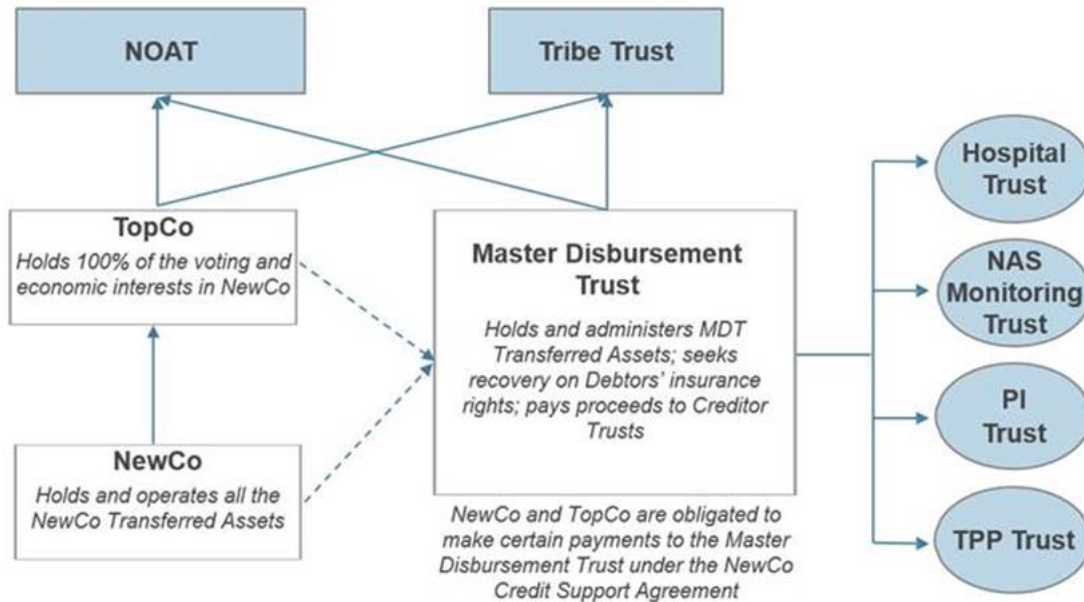 NOAT
Tribe Trust
TopCo
Holds 100% of the voting and
economic interests in NewCo
NewCo
Holds and operates all the
NewCo Transferred Assets
Master Disbursement
Trust
Holds and administers MDT
Transferred Assets; seeks
recovery on Debtors' insurance
rights; pays proceeds to Creditor
Trusts
NewCo and TopCo are obligated to
make certain payments to the Master
Disbursement Trust under the NewCo
Credit Support Agreement
Hospital
Trust
NAS
Monitoring
Trust
PI
Trust
TPP Trust